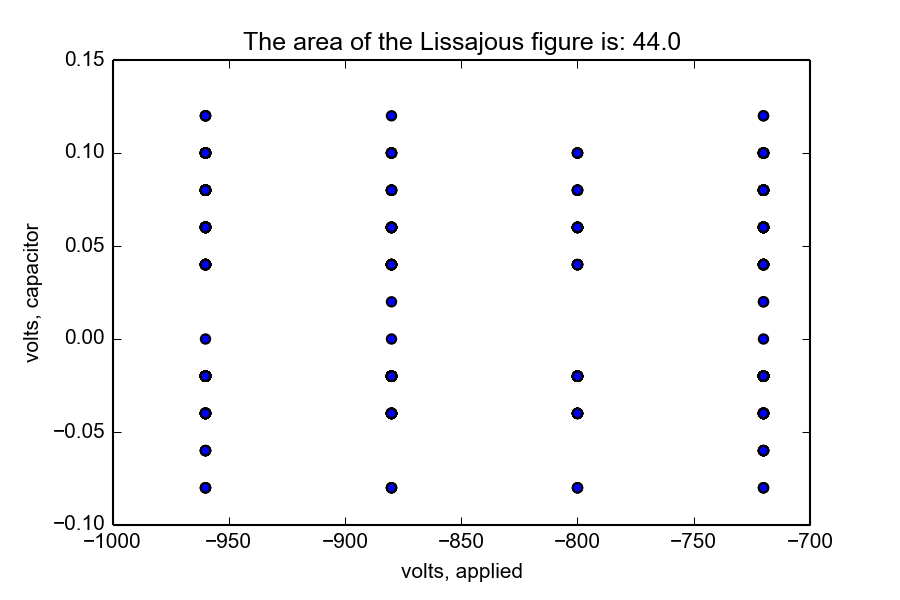 The area of the Lissajous figure is: 44.0
0.15
0.10
0.05
0.00
−0.05
−0.10
volts, capacitor
−1000 −950 −900 −850 −800 −750 −700
volts, applied